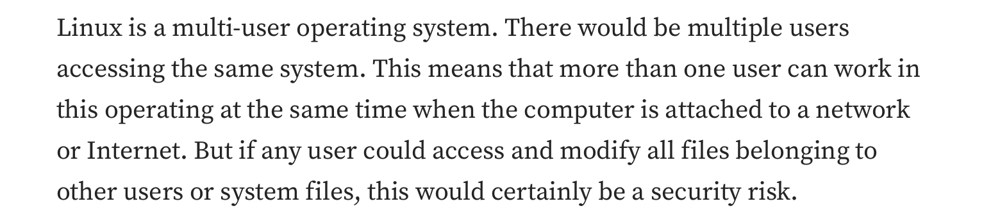 Linux is a multi-user operating system. There would be multiple users
accessing the same system. This means that more than one user can work in
this operating at the same time when the computer is attached to a network
or Internet. But if any user could access and modify all files belonging to
other users or system files, this would certainly be a security risk.